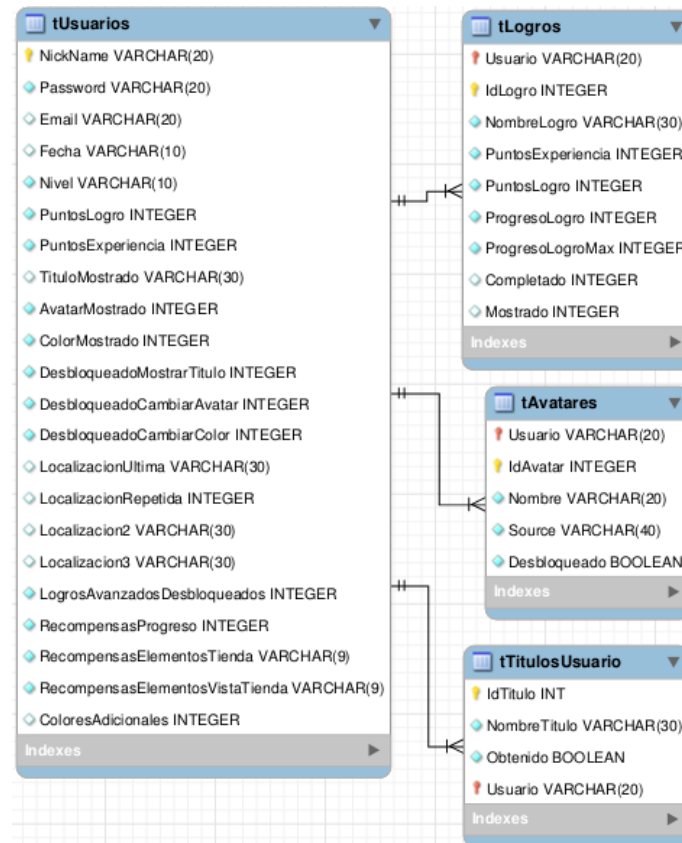 tUsuarios
NickName VARCHAR(20)
Password VARCHAR(20)
Email VARCHAR(20)
Fecha VARCHAR(10)
Nivel VARCHAR(10)
PuntosLogro INTEGER
PuntosExperiencia INTEGER
TituloMostrado VARCHAR(30)
AvatarMostrado INTEGER
ColorMostrado INTEGER
DesbloqueadoMostrarTitulo INTEGER
DesbloqueadoCambiarAvatar INTEGER
DesbloqueadoCambiarColor INTEGER
LocalizacionUltima VARCHAR(30)
LocalizacionRepetida INTEGER
Localizacion2 VARCHAR(30)
Localizacion3 VARCHAR(30)
LogrosAvanzadosDesbloqueados INTEGER
RecompensasProgreso INTEGER
RecompensasElementosTienda VARCHAR(9)
RecompensasElementosVistaTienda VARCHAR(9)
ColoresAdicionales INTEGER
Indexes
tLogros
Usuario VARCHAR(20)
IdLogro INTEGER
NombreLogro VARCHAR(30)
PuntosExperiencia INTEGER
PuntosLogro INTEGER
ProgresoLogro INTEGER
ProgresoLogroMax INTEGER
Completado INTEGER
Mostrado INTEGER
Indexes
tAvatares
Usuario VARCHAR(20)
IdAvatar INTEGER
Nombre VARCHAR(20)
Source VARCHAR(40)
Desbloqueado BOOLEAN
Indexes
tTitulosUsuario
IdTitulo INT
NombreTitulo VARCHAR(30)
Obtenido BOOLEAN
Usuario VARCHAR(20)
Indexes